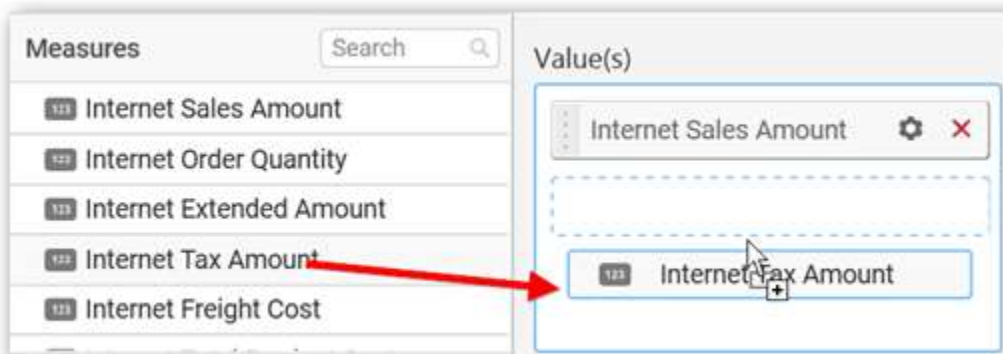 Measures
Search
Internet Sales Amount
Internet Order Quantity
Internet Extended Amount
Internet Tax Amount
Internet Freight Cost
Value(s)
Internet Sales Amount
Internet Tax Amount